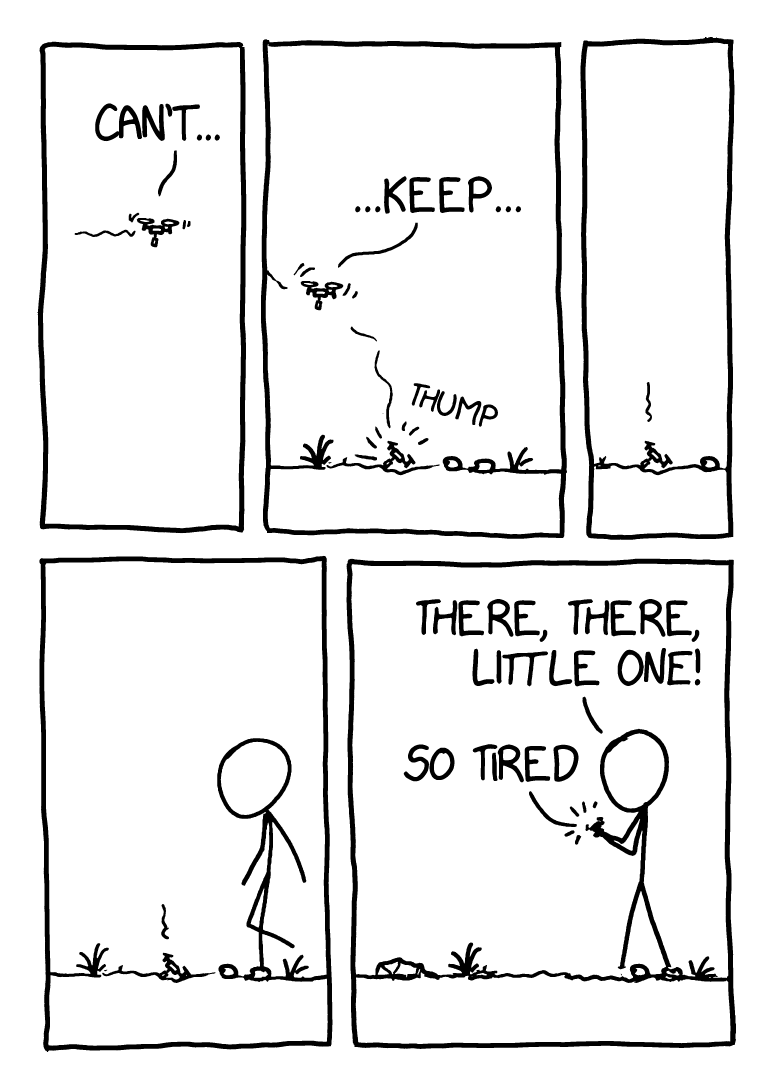 CAN'T...
...KEEP...
THUMP
THERE, THERE,
LITTLE ONE!
SO TIRED